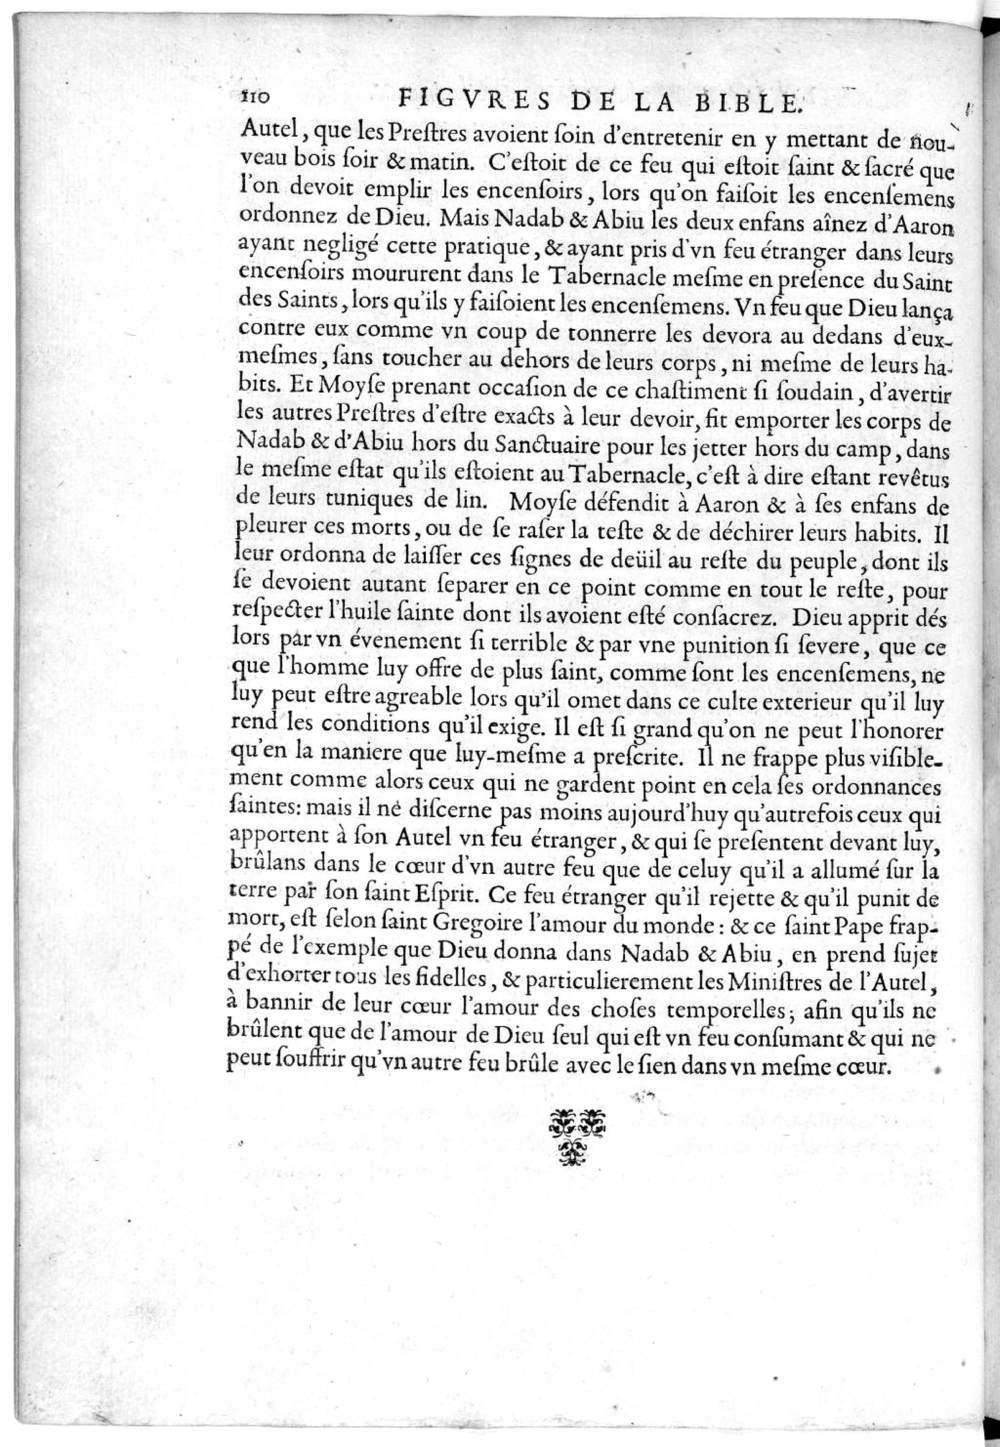 110 FIGVRES DE LA BIBLE.
Autel, que les Preſtres avoient ſoin d'entretenir en y mettant de nou-
veau bois ſoir & matin. C'eſtoit de ce feu qui eſtoit ſaint & ſacré que
l'on devoit emplir les encenſoirs, lors qu'on faiſoit les encenſemens
ordonnez de Dieu. Mais Nadab & Abiu les deux enfans aînez d'Aaron
ayant negligé cette pratique, & ayant pris d'vn feu étranger dans leurs
encenſoirs moururent dans le Tabernacle meſme en preſence du Saint
des Saints, lors qu'ils y faiſoient les encenſemens. Vn feu que Dieu lança
contre eux comme vn coup de tonnerre les devora au dedans d'eux-
meſmes, ſans toucher au dehors de leurs corps, ni meſme de leurs ha-
bits. Et Moyſe prenant occaſion de ce chaſtiment ſi ſoudain, d'avertir
les autres Preſtres d'eſtre exacts à leur devoir, fit emporter les corps de
Nadab & d'Abiu hors du Sanctuaire pour les jetter hors du camp, dans
le meſme eſtat qu'ils eſtoient au Tabernacle, c'eſt à dire eſtant revêtus
de leurs tuniques de lin. Moyſe défendit à Aaron & à ſes enfans de
pleurer ces morts, ou de ſe raſer la teſte & de déchirer leurs habits. Il
leur ordonna de laiſſer ces ſignes de deüil au reſte du peuple, dont ils
ſe devoient autant ſeparer en ce point comme en tout le reſte, pour
reſpecter l'huile ſainte dont ils avoient eſté conſacrez. Dieu apprit dés
lors par vn évenement ſi terrible & par vne punition ſi ſevere, que ce
que l'homme luy offre de plus ſaint, comme ſont les encenſemens, ne
luy peut eſtre agreable lors qu'il omet dans ce culte exterieur qu'il luy
rend les conditions qu'il exige. Il eſt ſi grand qu'on ne peut l'honorer
qu'en la maniere que luy-meſme a preſcrite. Il ne frappe plus viſible-
ment comme alors ceux qui ne gardent point en cela ſes ordonnances
ſaintes: mais il ne diſcerne pas moins aujourd'huy qu'autrefois ceux qui
apportent à ſon Autel vn feu étranger, & qui ſe preſentent devant luy,
brûlans dans le cœur d'vn autre feu que de celuy qu'il a allumé ſur la
terre par ſon ſaint Eſprit. Ce feu étranger qu'il rejette & qu'il punit de
mort, eſt ſelon ſaint Gregoire l'amour du monde: & ce ſaint Pape frap-
pé de l'exemple que Dieu donna dans Nadab & Abiu, en prend ſujet
d'exhorter tous les fidelles, & particulierement les Miniſtres de l'Autel,
à bannir de leur cœur l'amour des choſes temporelles; afin qu'ils ne
brûlent que de l'amour de Dieu ſeul qui eſt vn feu conſumant & qui ne
peut ſouffrir qu'vn autre feu brûle avec le ſien dans vn meſme cœur.